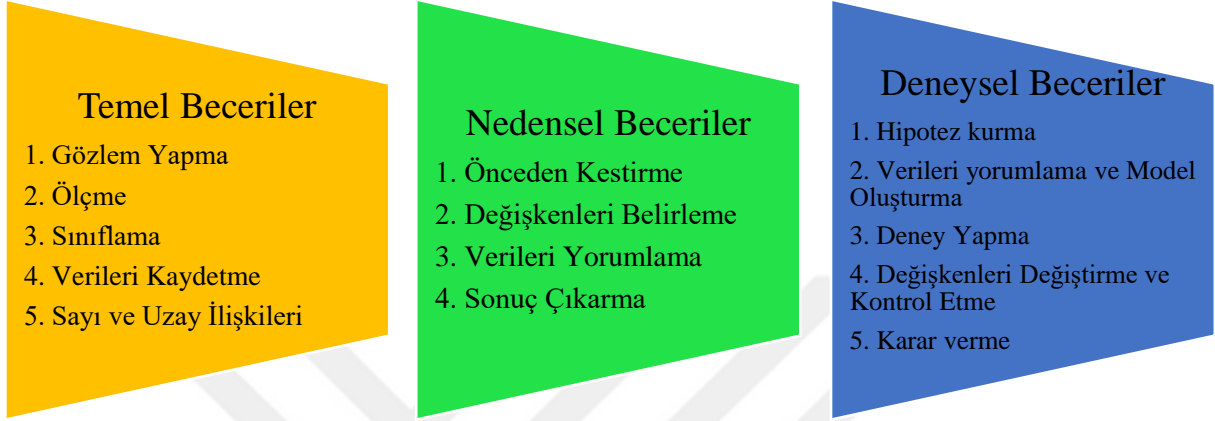 Temel Beceriler
1. Gözlem Yapma
2. Ölçme
3. Sınıflama
4. Verileri Kaydetme
5. Sayı ve Uzay İlişkileri
Nedensel Beceriler
1. Önceden Kestirme
2. Değişkenleri Belirleme
3. Verileri Yorumlama
4. Sonuç Çıkarma
Deneysel Beceriler
1. Hipotez kurma
2. Verileri yorumlama ve Model
Oluşturma
3. Deney Yapma
4. Değişkenleri Değiştirme ve
Kontrol Etme
5. Karar verme